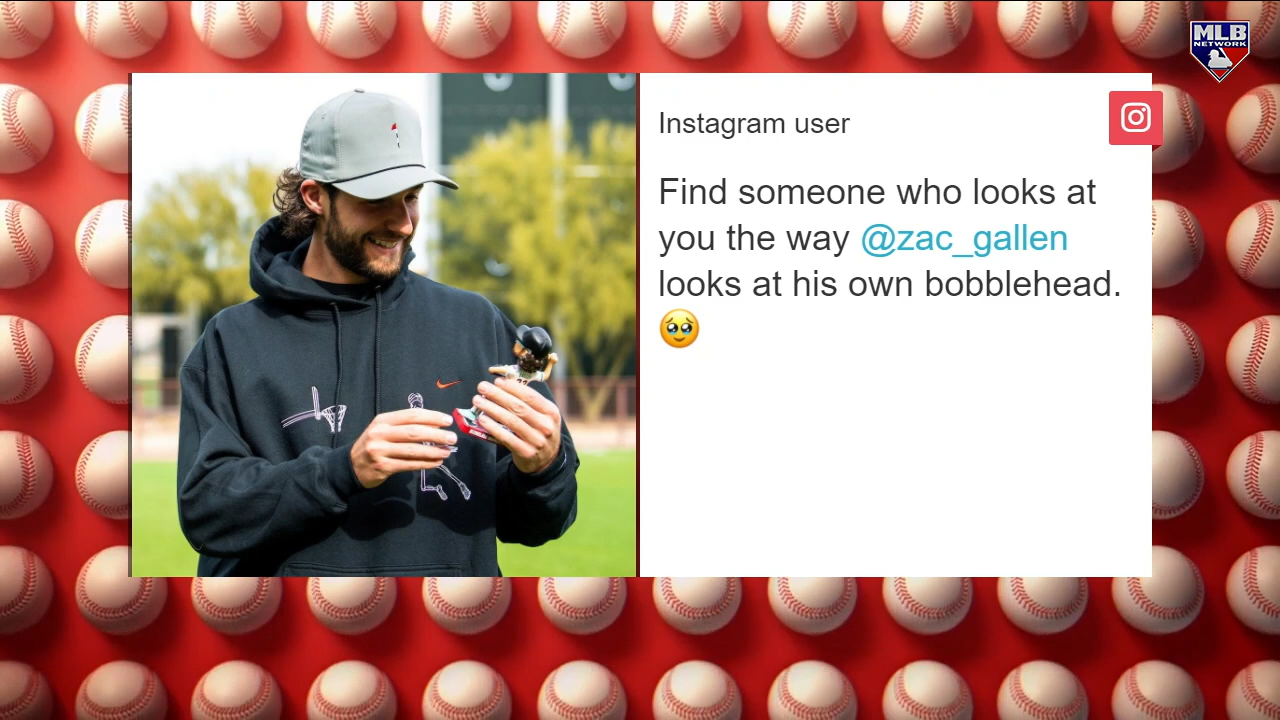 MLB
NETWORK
Instagram user
Find someone who looks at
you the way @zac_gallen
looks at his own bobblehead.
🥹